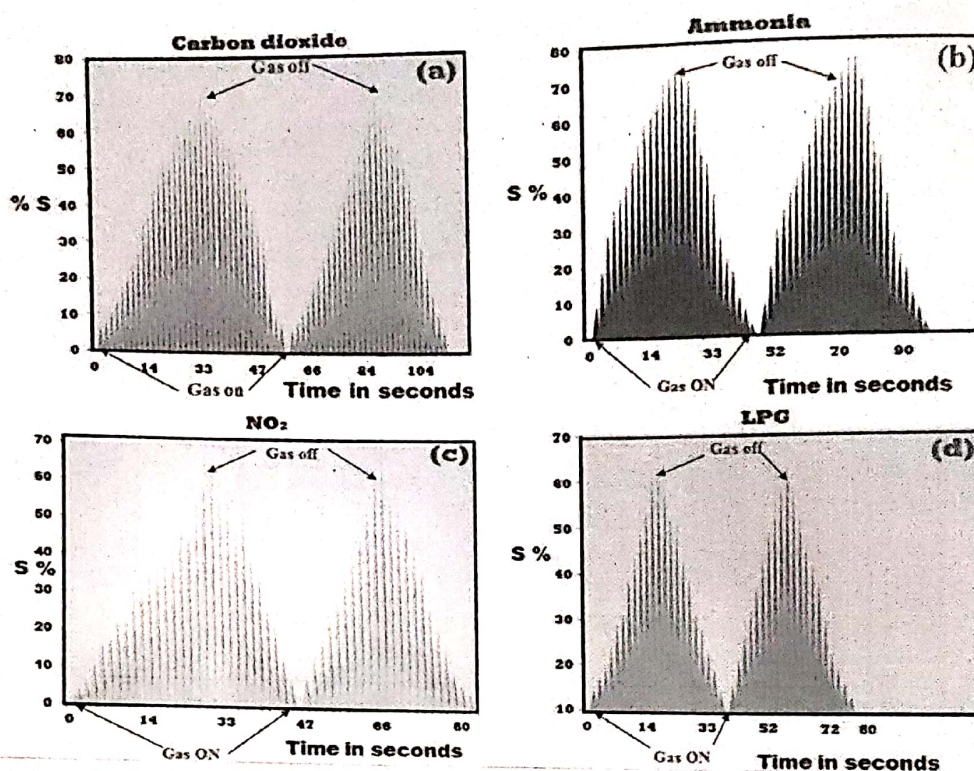 Carbon dioxide
(a)
Gas off
80
70
60
50
40
30
20
10
0
% S
0 14 33 47 66 84 104
Gas on
Time in seconds
Ammonia
(b)
Gas off
80
70
60
50
40
30
20
10
0
S %
0 14 33 52 70 90
Gas ON
Time in seconds
NO₂
(c)
Gas off
70
60
50
40
30
20
10
0
S %
0 14 33 47 66 80
Gas ON
Time in seconds
LPG
(d)
Gas off
70
60
50
40
30
20
10
S %
0 14 33 52 72 80
Gas ON
Time in seconds